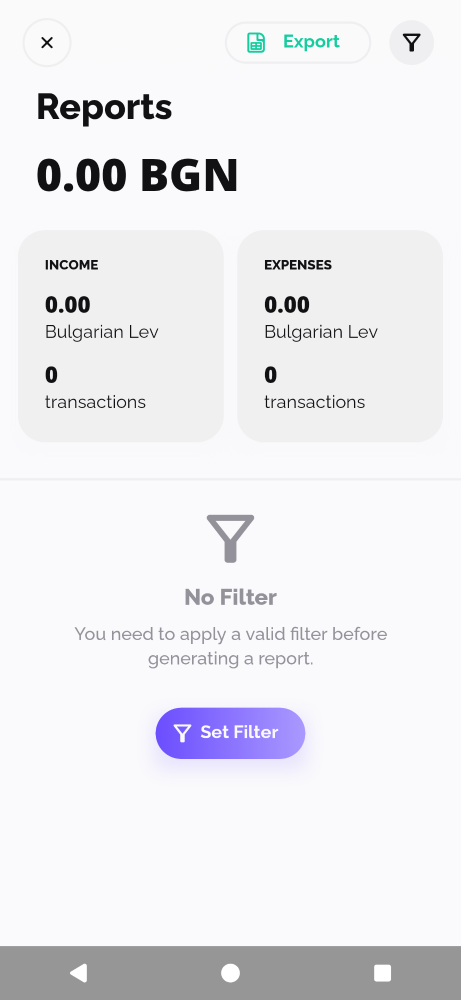 Export
Reports
0.00 BGN
INCOME
0.00
Bulgarian Lev
0
transactions
EXPENSES
0.00
Bulgarian Lev
0
transactions
No Filter
You need to apply a valid filter before
generating a report.
Set Filter